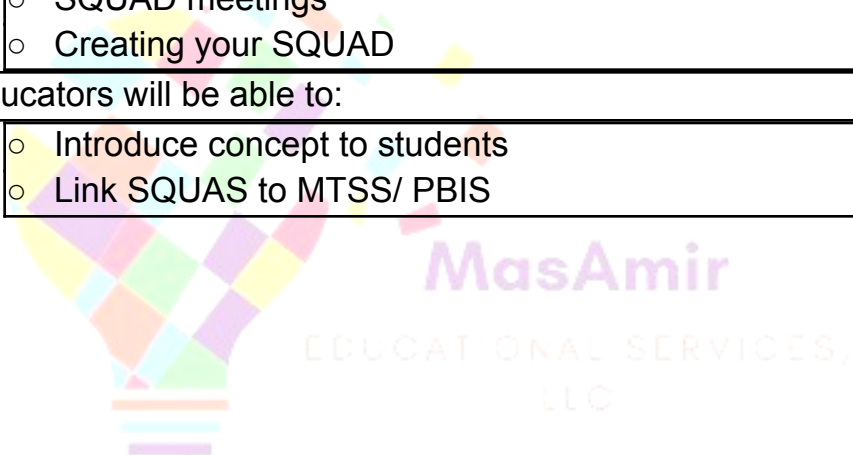 ○ SQUAD meetings
○ Creating your SQUAD
ucators will be able to:
○ Introduce concept to students
○ Link SQUAS to MTSS/ PBIS
MasAmir
EDUCATIONAL SERVICES,
LLC